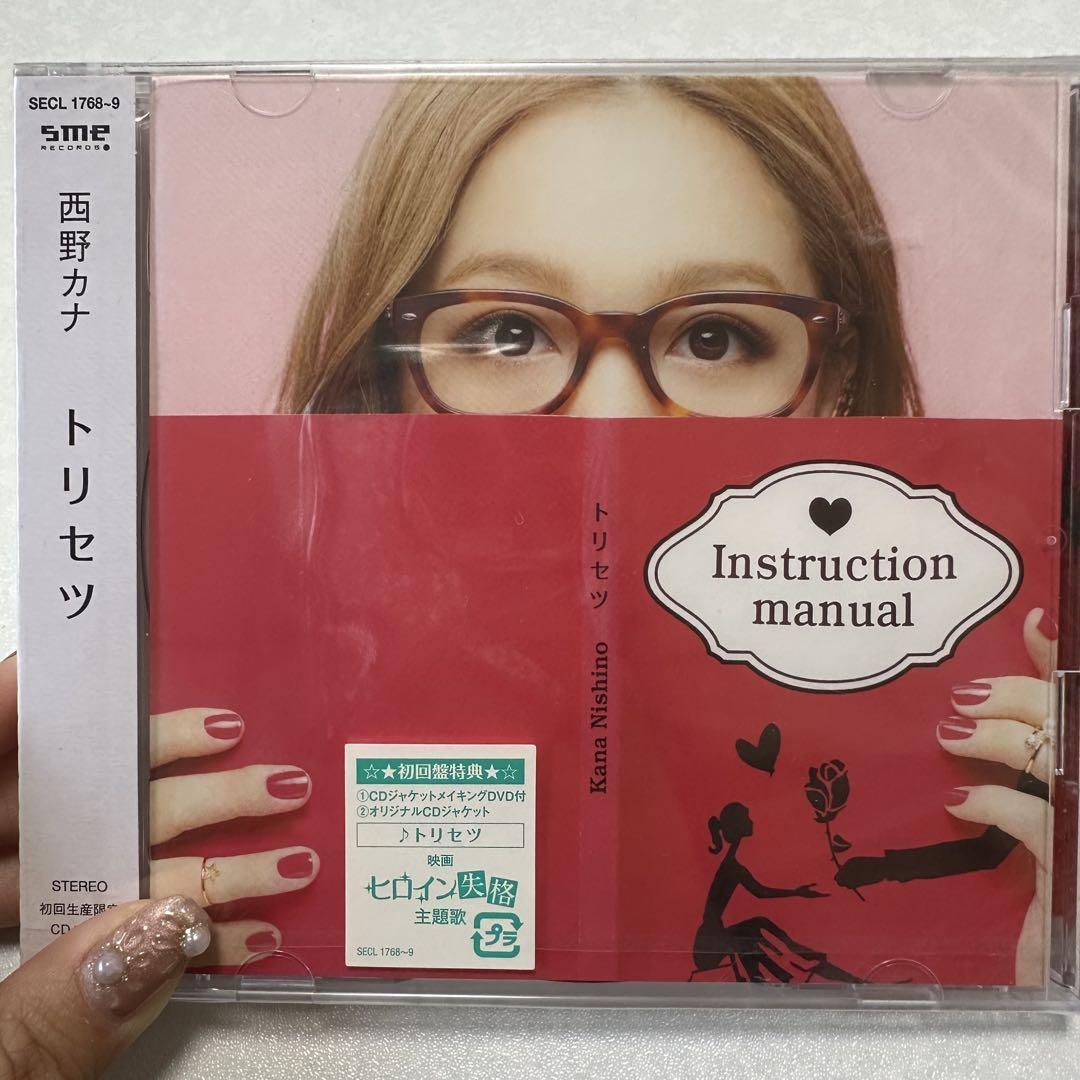 SECL 1768~9
sme
RECORDS
西野カナ トリセツ
STEREO
初回生産限定
CD
Instruction
manual
トリセツ Kana Nishino
☆★初回盤特典★☆
①CDジャケットメイキングDVD付
②オリジナルCDジャケット
♪トリセツ
映画
ヒロイン失格
主題歌
プラ
SECL 1768~9